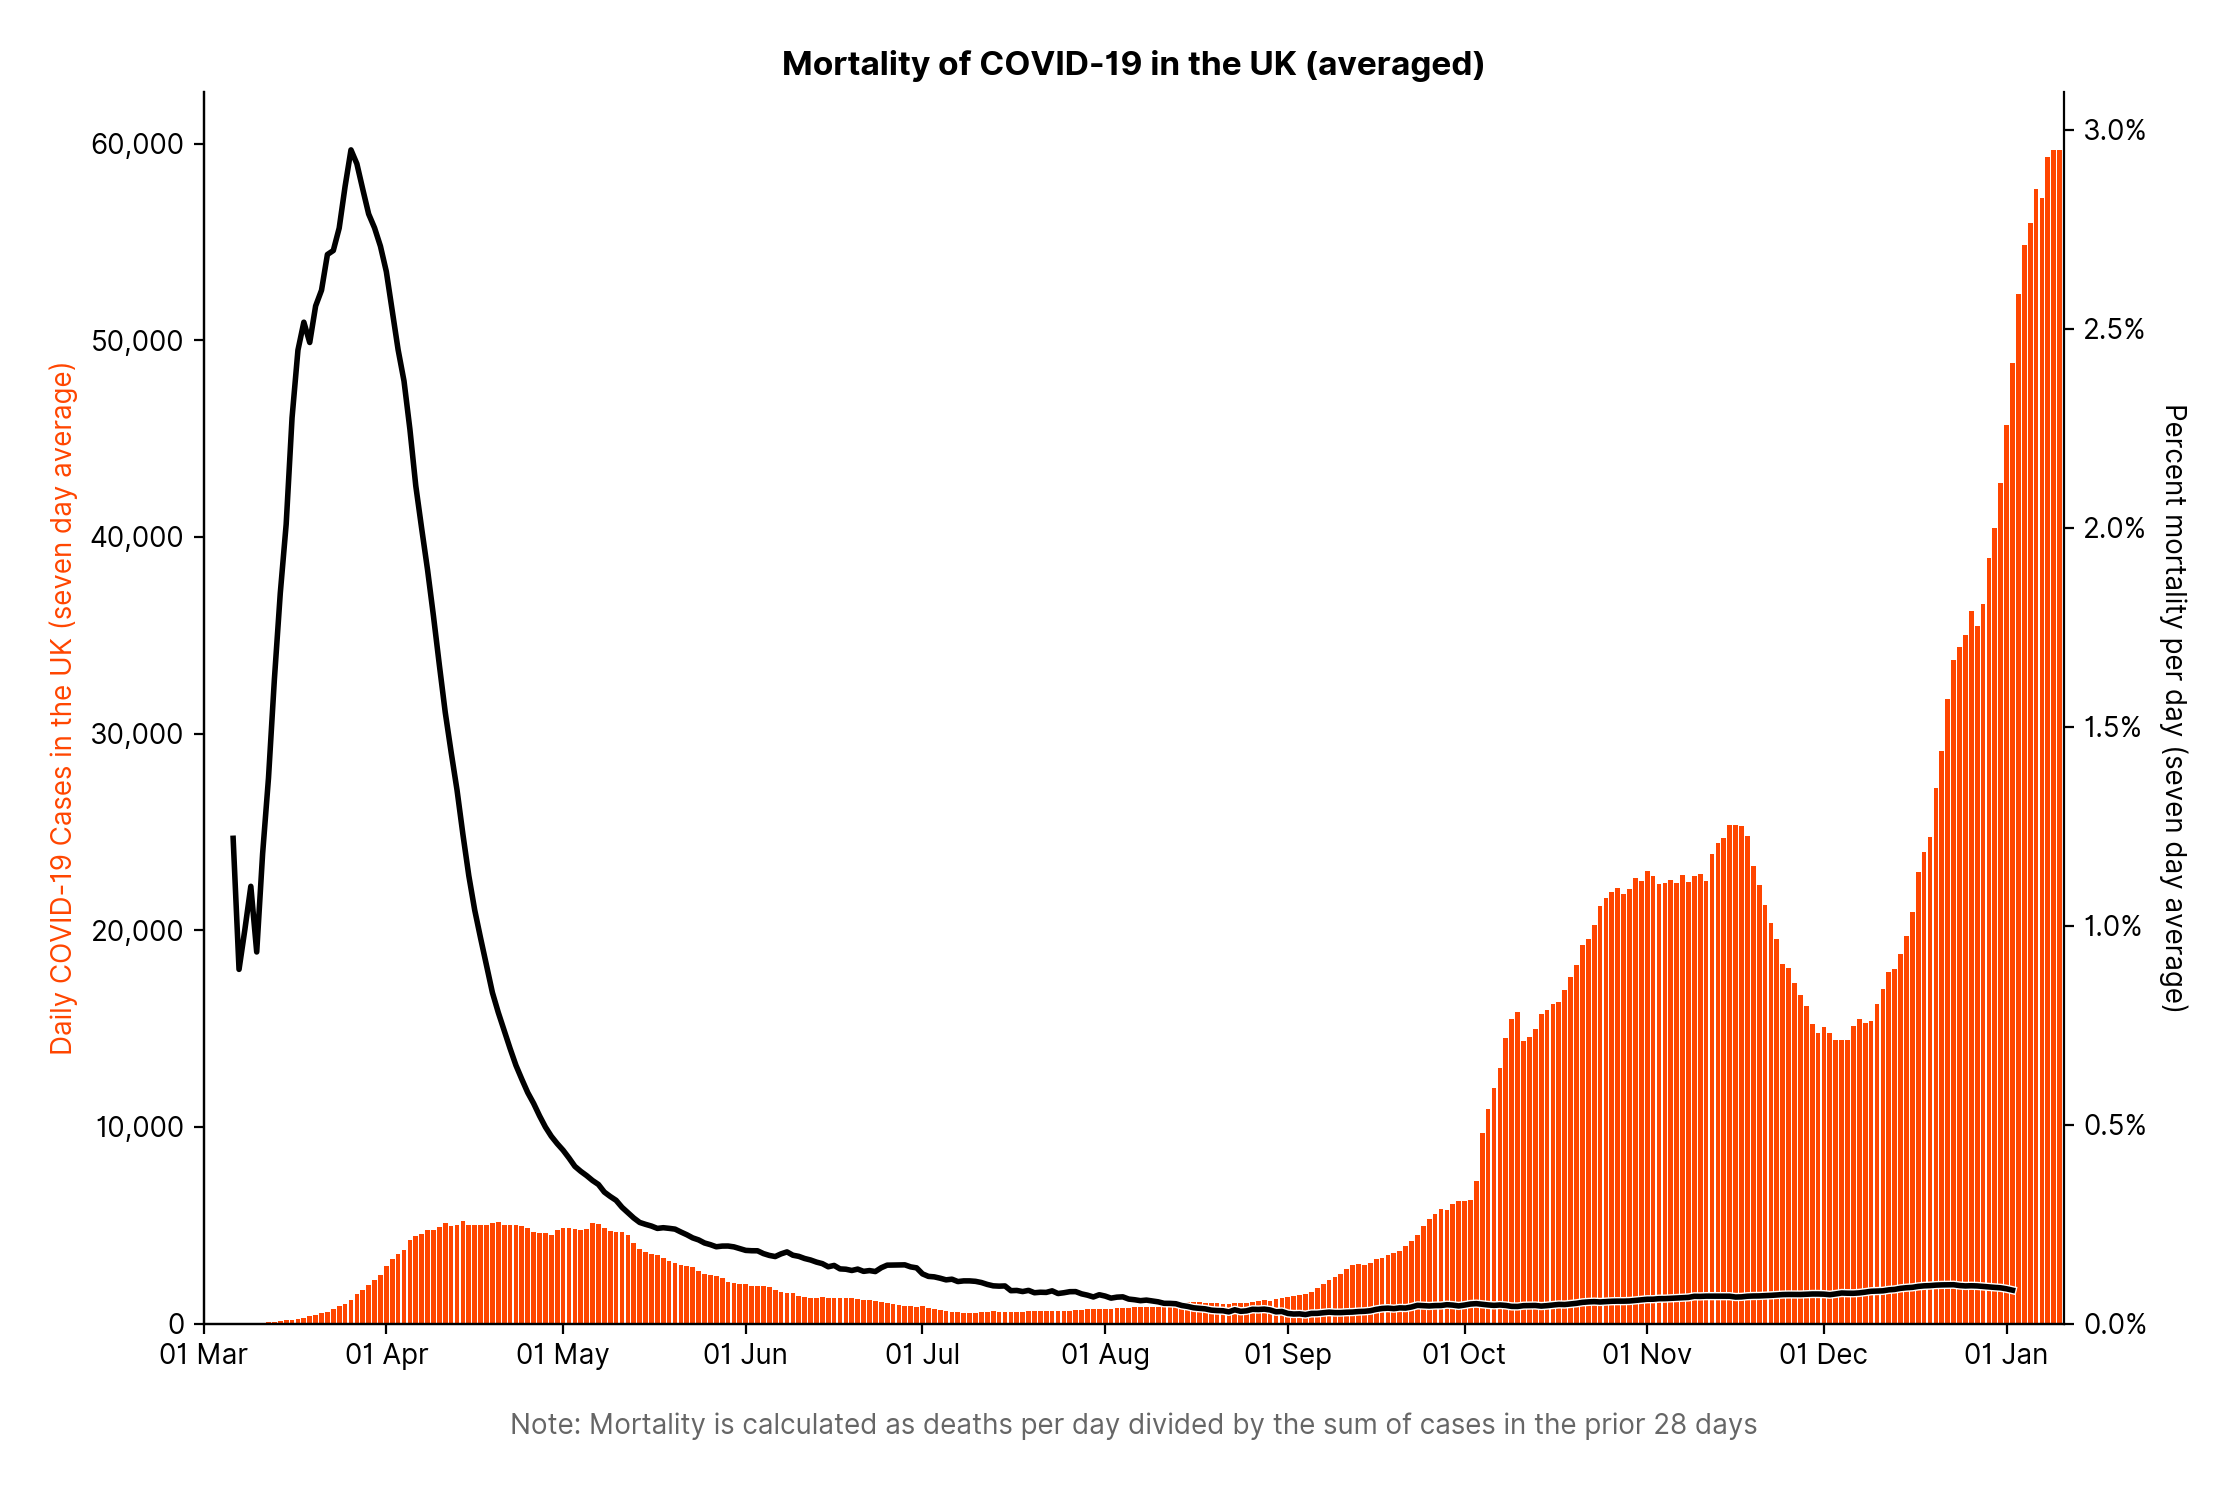 Mortality of COVID-19 in the UK (averaged)
Daily COVID-19 Cases in the UK (seven day average)
60,000
50,000
40,000
30,000
20,000
10,000
0
3.0%
2.5%
2.0%
1.5%
1.0%
0.5%
0.0%
Percent mortality per day (seven day average)
01 Mar
01 Apr
01 May
01 Jun
01 Jul
01 Aug
01 Sep
01 Oct
01 Nov
01 Dec
01 Jan
Note: Mortality is calculated as deaths per day divided by the sum of cases in the prior 28 days